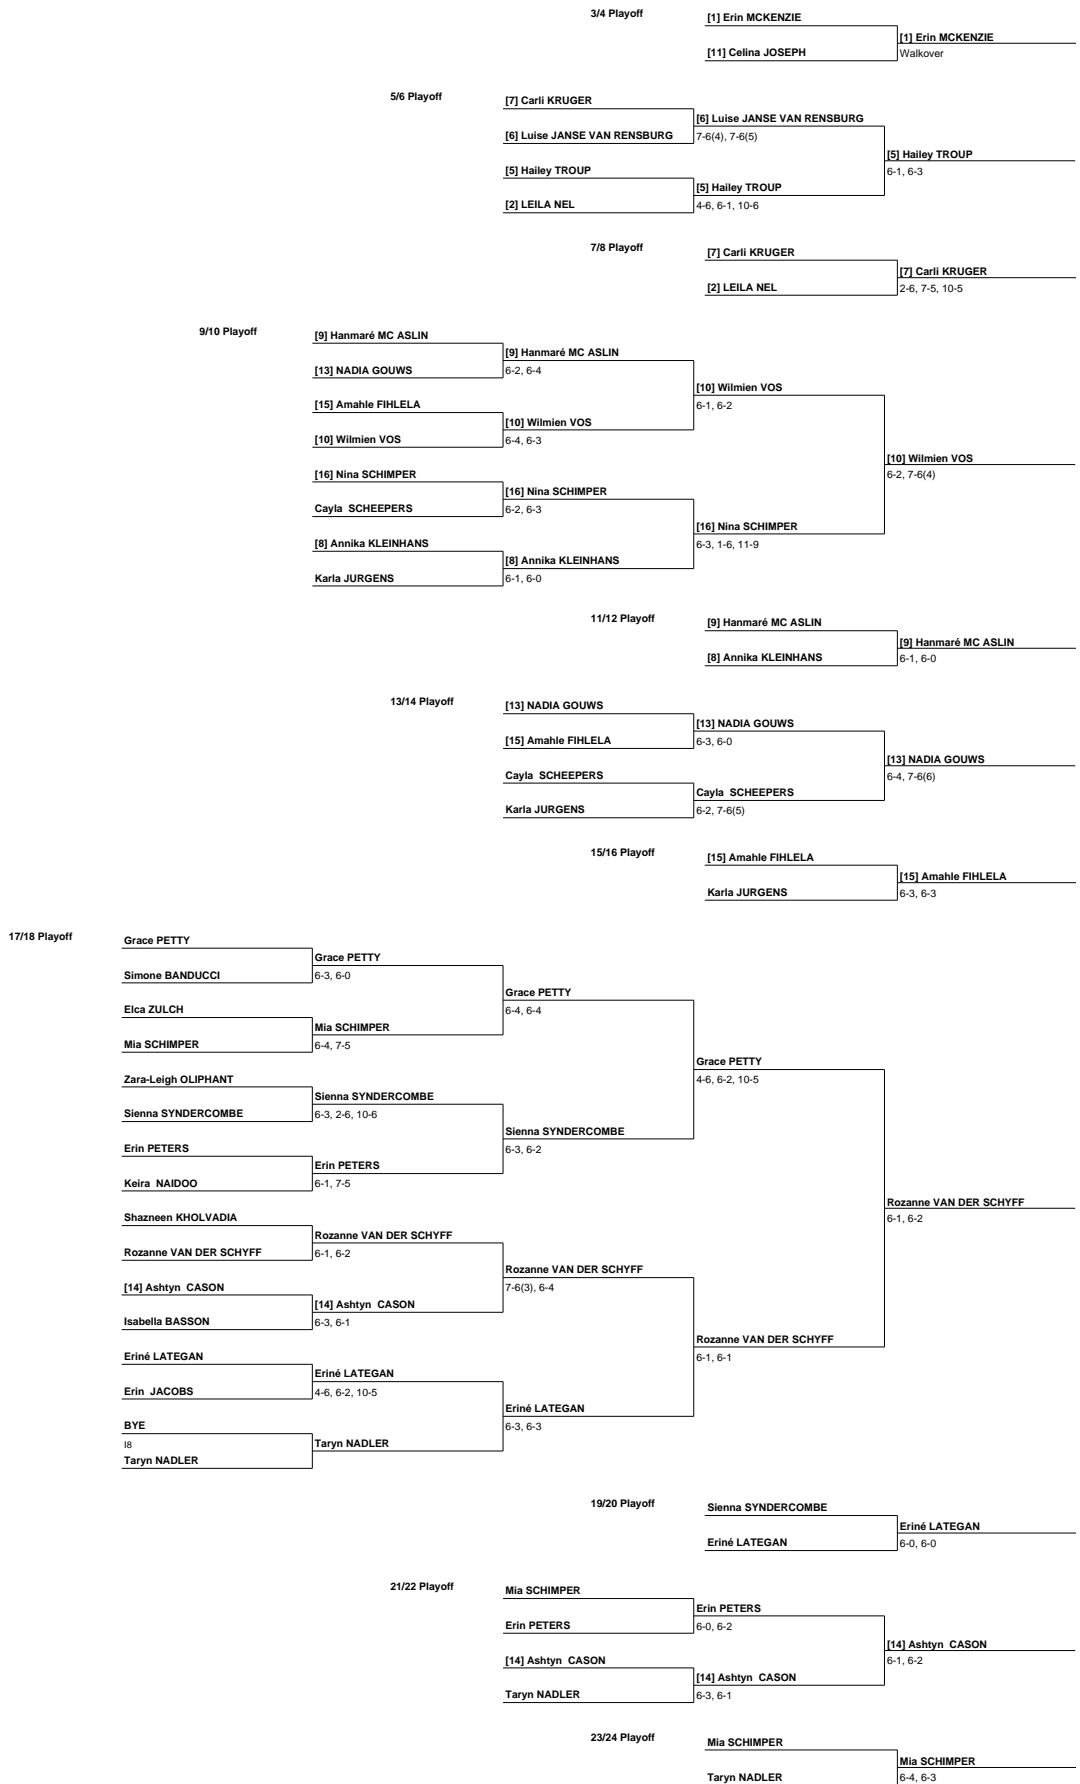 3/4 Playoff
[1] Erin MCKENZIE
[1] Erin MCKENZIE
[11] Celina JOSEPH
Walkover
5/6 Playoff
[7] Carli KRUGER
[6] Luise JANSE VAN RENSBURG
[6] Luise JANSE VAN RENSBURG
7-6(4), 7-6(5)
[5] Hailey TROUP
6-1, 6-3
[5] Hailey TROUP
[5] Hailey TROUP
[2] LEILA NEL
4-6, 6-1, 10-6
7/8 Playoff
[7] Carli KRUGER
[7] Carli KRUGER
[2] LEILA NEL
2-6, 7-5, 10-5
9/10 Playoff
[9] Hanmaré MC ASLIN
[9] Hanmaré MC ASLIN
[13] NADIA GOUWS
6-2, 6-4
[10] Wilmien VOS
6-1, 6-2
[15] Amahle FIHLELA
[10] Wilmien VOS
[10] Wilmien VOS
6-4, 6-3
[10] Wilmien VOS
6-2, 7-6(4)
[16] Nina SCHIMPER
[16] Nina SCHIMPER
Cayla SCHEEPERS
6-2, 6-3
[16] Nina SCHIMPER
6-3, 1-6, 11-9
[8] Annika KLEINHANS
[8] Annika KLEINHANS
Karla JURGENS
6-1, 6-0
11/12 Playoff
[9] Hanmaré MC ASLIN
[9] Hanmaré MC ASLIN
[8] Annika KLEINHANS
6-1, 6-0
13/14 Playoff
[13] NADIA GOUWS
[13] NADIA GOUWS
[15] Amahle FIHLELA
6-3, 6-0
[13] NADIA GOUWS
6-4, 7-6(6)
Cayla SCHEEPERS
Cayla SCHEEPERS
Karla JURGENS
6-2, 7-6(5)
15/16 Playoff
[15] Amahle FIHLELA
[15] Amahle FIHLELA
Karla JURGENS
6-3, 6-3
17/18 Playoff
Grace PETTY
Grace PETTY
Simone BANDUCCI
6-3, 6-0
Grace PETTY
6-4, 6-4
Elca ZULCH
Mia SCHIMPER
Mia SCHIMPER
6-4, 7-5
Grace PETTY
4-6, 6-2, 10-5
Zara-Leigh OLIPHANT
Sienna SYNDERCOMBE
Sienna SYNDERCOMBE
6-3, 2-6, 10-6
Sienna SYNDERCOMBE
6-3, 6-2
Erin PETERS
Erin PETERS
Keira NAIDOO
6-1, 7-5
Rozanne VAN DER SCHYFF
6-1, 6-2
Shazneen KHOLVADIA
Rozanne VAN DER SCHYFF
Rozanne VAN DER SCHYFF
6-1, 6-2
Rozanne VAN DER SCHYFF
7-6(3), 6-4
[14] Ashtyn CASON
[14] Ashtyn CASON
Isabella BASSON
6-3, 6-1
Rozanne VAN DER SCHYFF
6-1, 6-1
Eriné LATEGAN
Eriné LATEGAN
Erin JACOBS
4-6, 6-2, 10-5
Eriné LATEGAN
6-3, 6-3
BYE
I8
Taryn NADLER
Taryn NADLER
19/20 Playoff
Sienna SYNDERCOMBE
Eriné LATEGAN
Eriné LATEGAN
6-0, 6-0
21/22 Playoff
Mia SCHIMPER
Erin PETERS
Erin PETERS
6-0, 6-2
[14] Ashtyn CASON
6-1, 6-2
[14] Ashtyn CASON
[14] Ashtyn CASON
Taryn NADLER
6-3, 6-1
23/24 Playoff
Mia SCHIMPER
Mia SCHIMPER
Taryn NADLER
6-4, 6-3